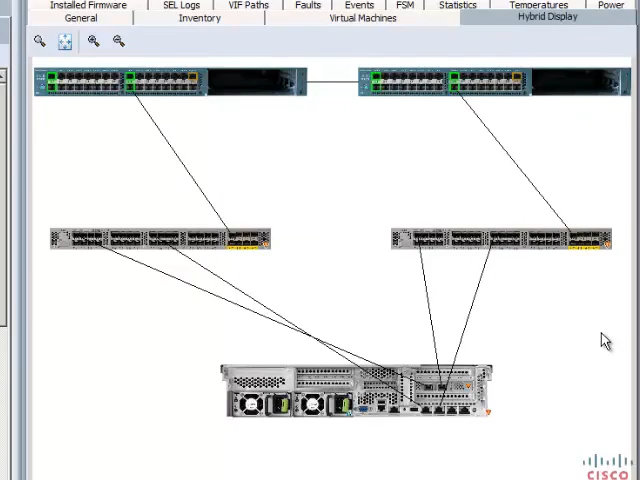 Installed Firmware SEL Logs VIF Paths Faults Events FSM Statistics Temperatures Power
General Inventory Virtual Machines Hybrid Display
CISCO